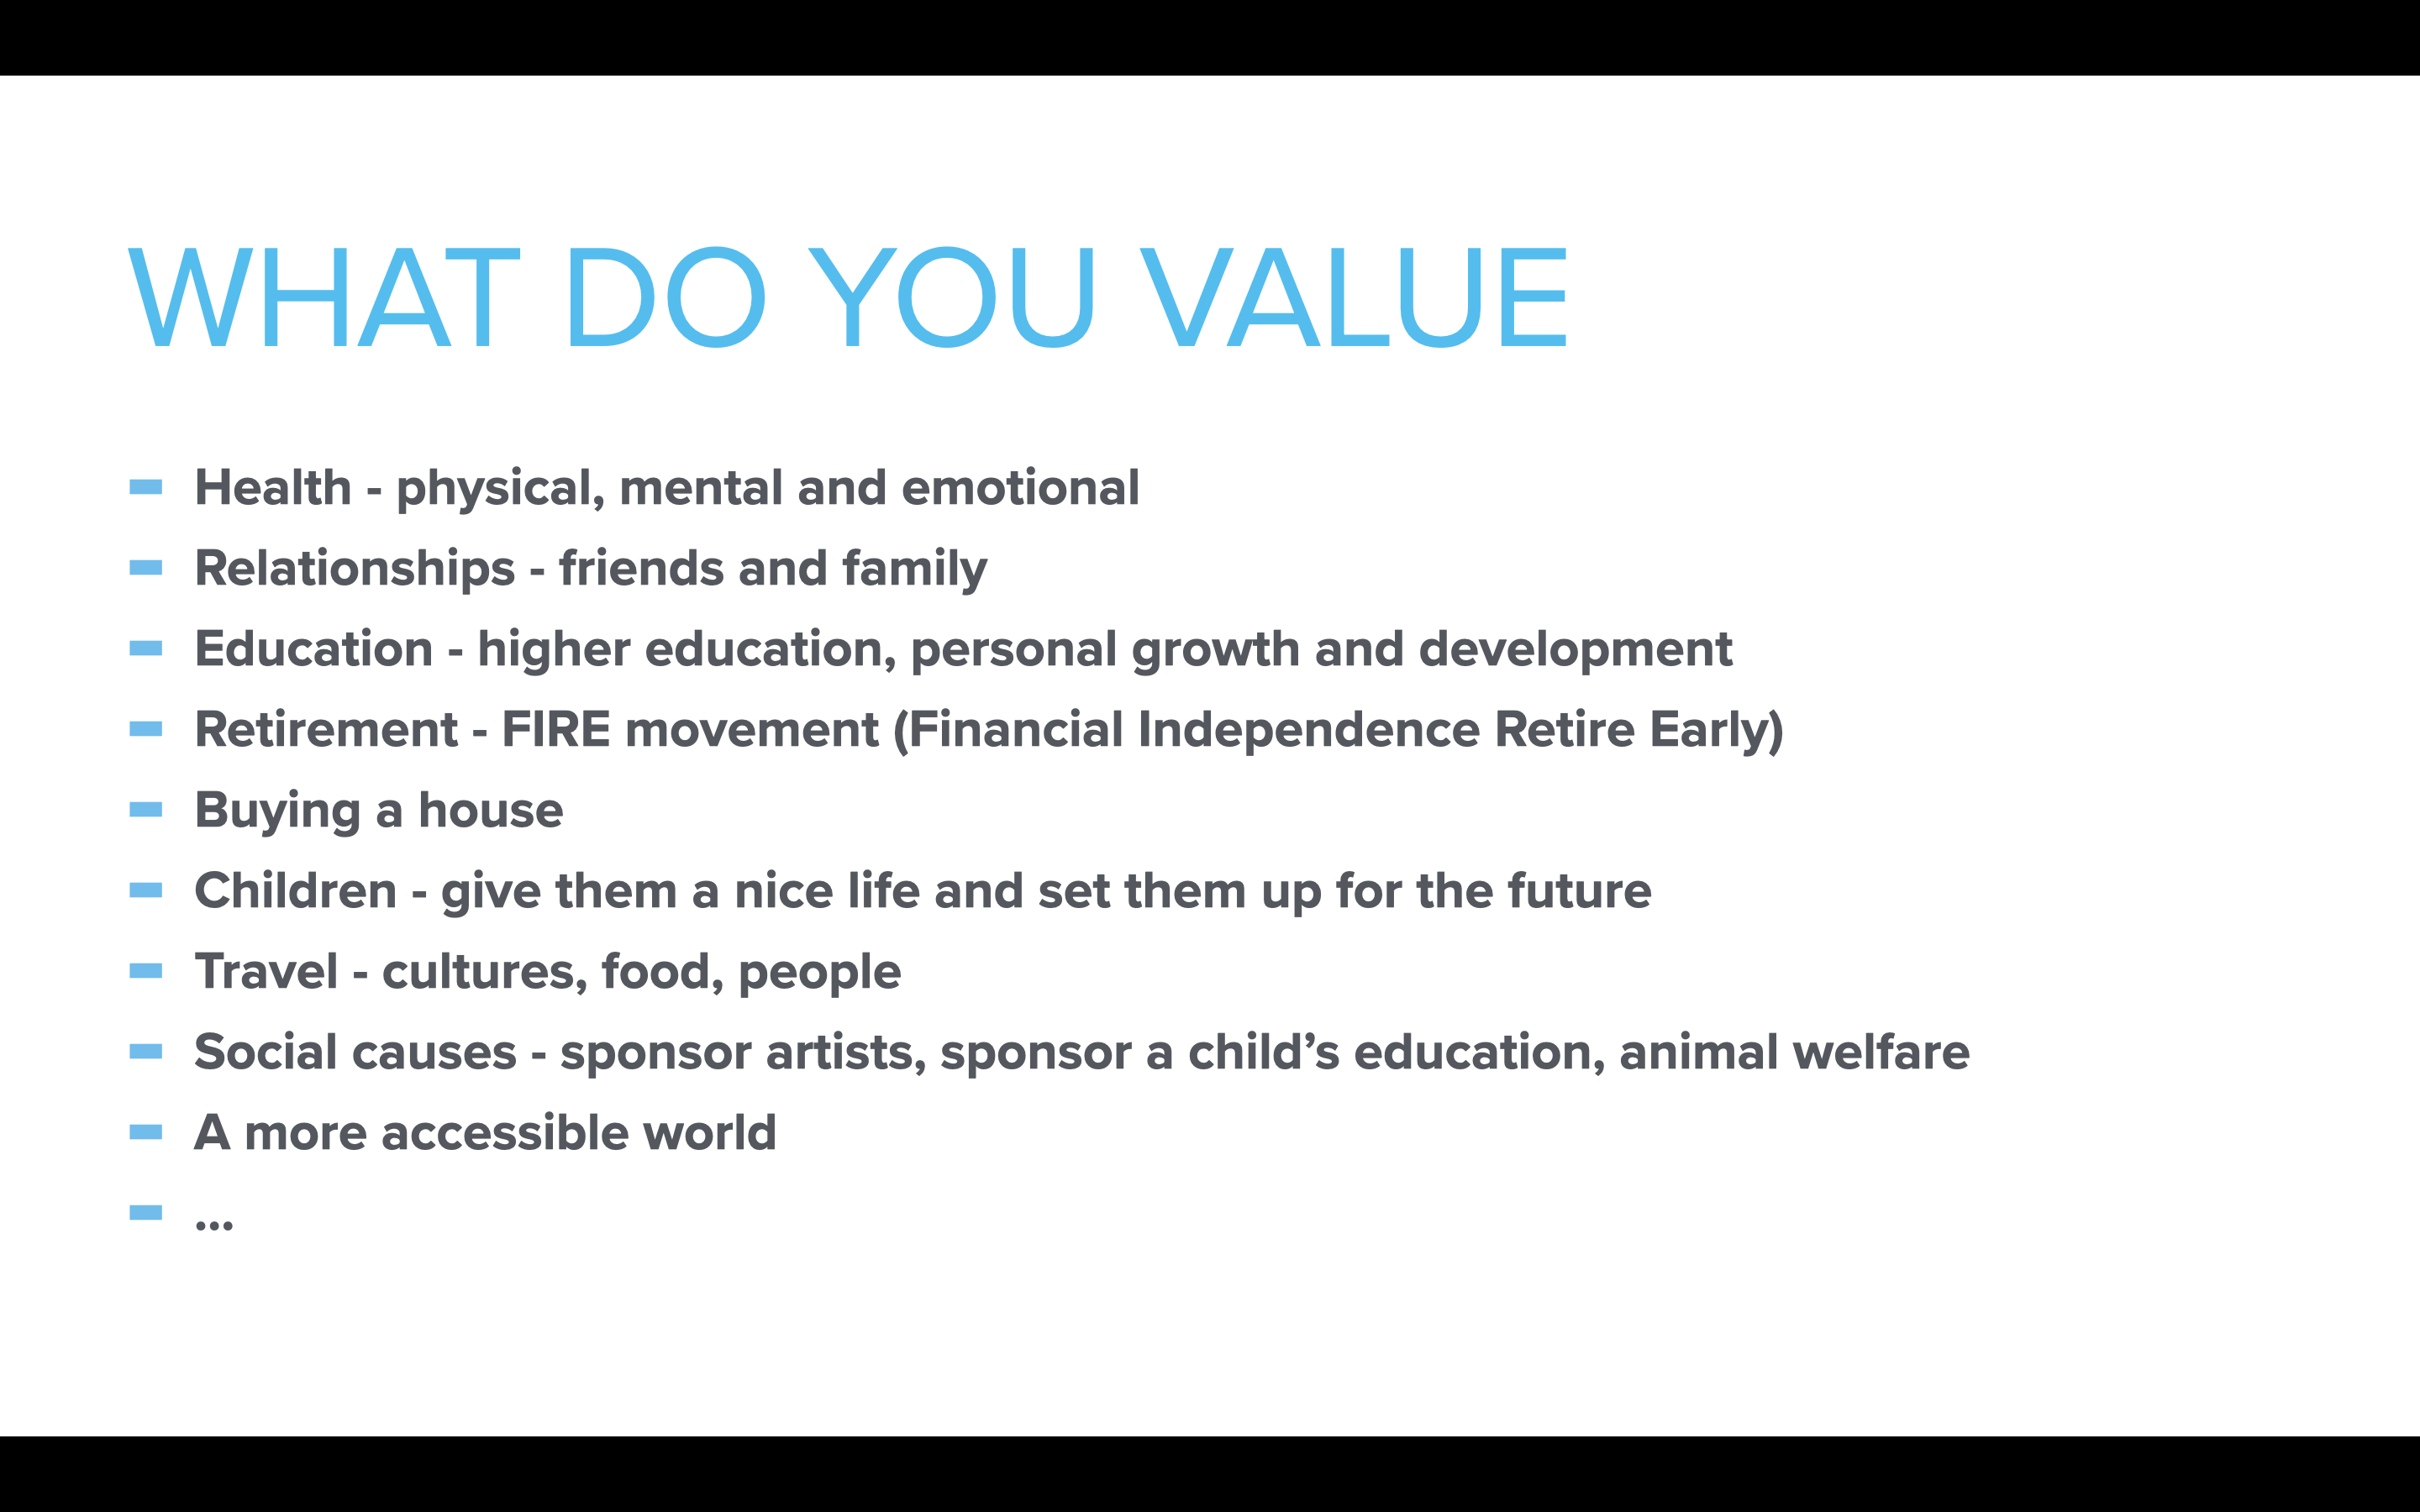 WHAT DO YOU VALUE
Health - physical, mental and emotional
Relationships - friends and family
Education - higher education, personal growth and development
Retirement - FIRE movement (Financial Independence Retire Early)
Buying a house
Children - give them a nice life and set them up for the future
Travel - cultures, food, people
Social causes - sponsor artists, sponsor a child’s education, animal welfare
A more accessible world
...